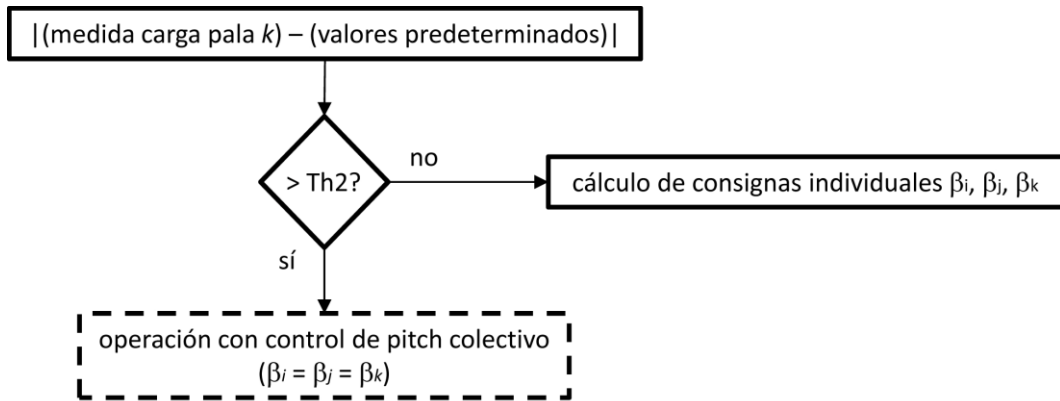 |(medida carga pala k) – (valores predeterminados)|
> Th2?
no
cálculo de consignas individuales βi, βj, βk
sí
operación con control de pitch colectivo
(βi = βj = βk)